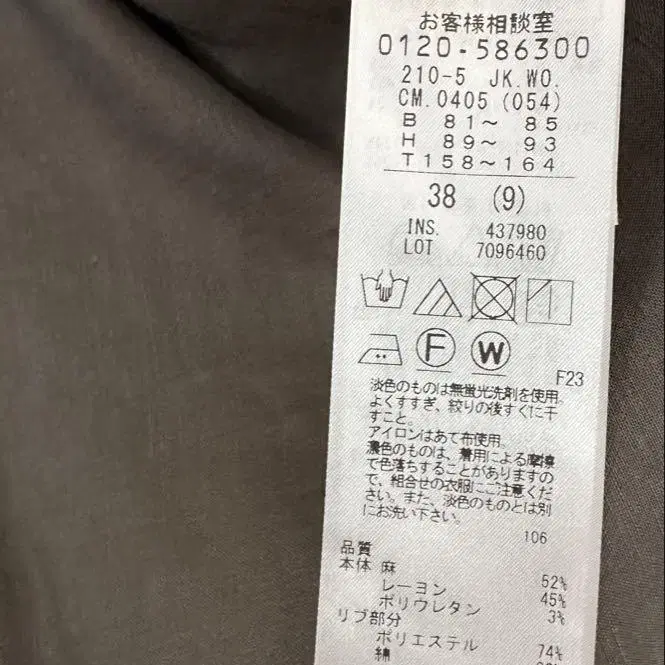 お客様相談室
0120-586300
210-5 JK.WO.
CM.0405 (054)
B 81～ 85
H 89～ 93
T 158～164
38 (9)
INS. 437980
LOT 7096460
F
W
F23
淡色のものは無蛍光洗剤を使用。
よくすすぎ、絞りの後すぐに干
すこと。
アイロンはあて布使用。
濃色のものは、着用による摩擦
で色落ちすることがありますの
で、組合せの衣服にご注意くだ
さい。また、淡色のものとは別
にお洗い下さい。
106
品質
本体 麻 52%
レーヨン 45%
ポリウレタン 3%
リブ部分
ポリエステル 74%
綿